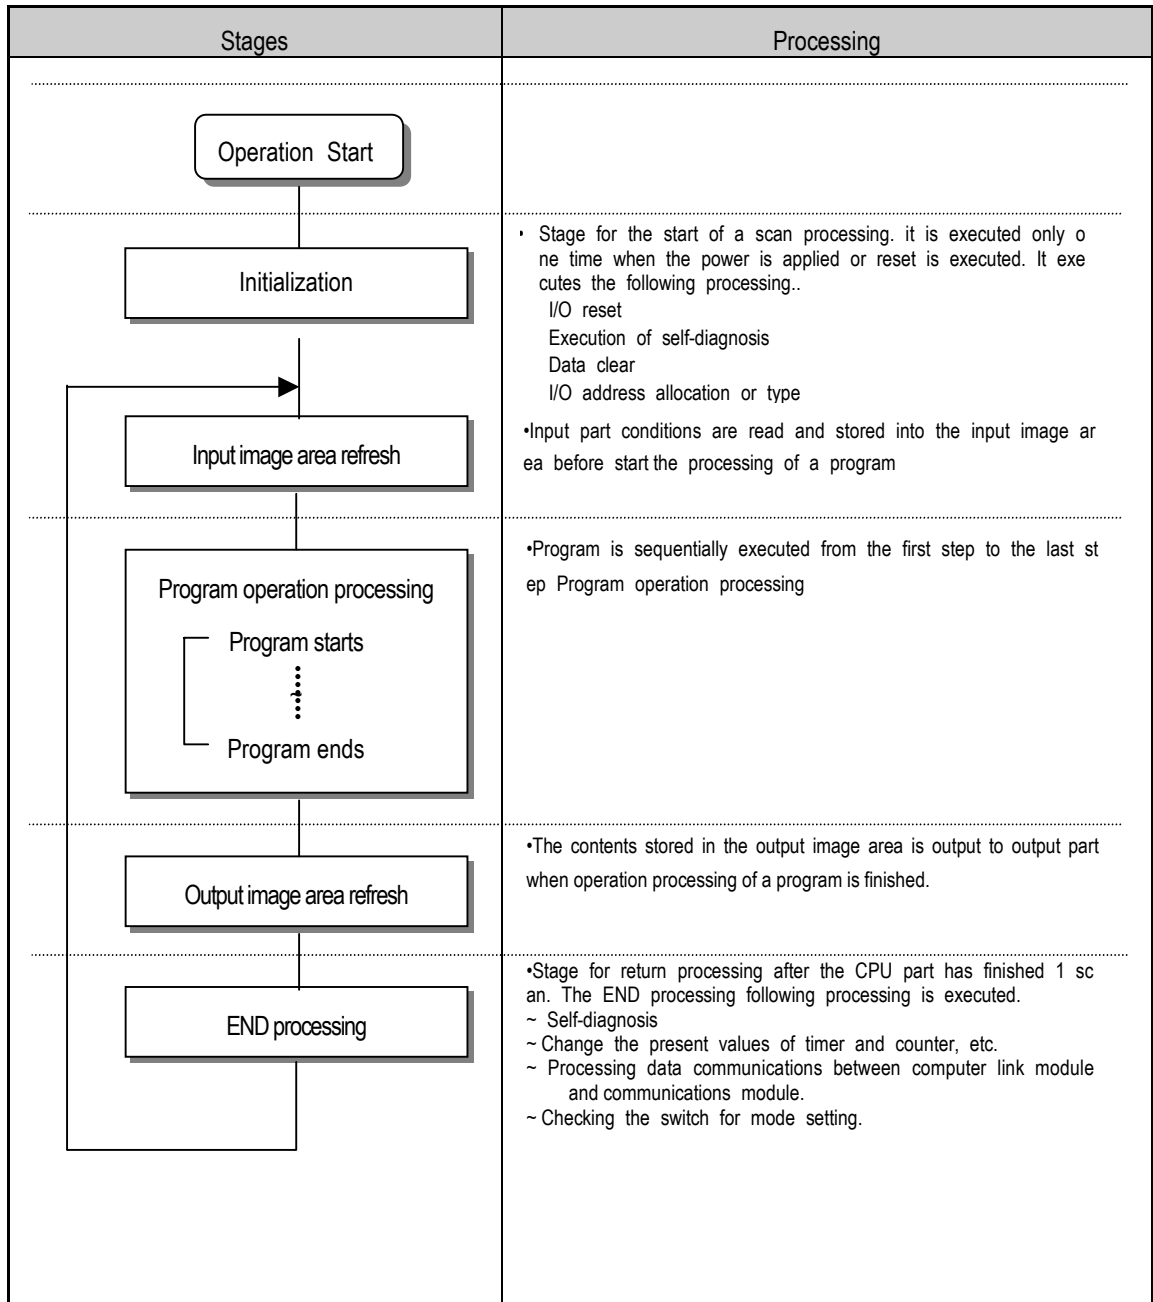 Stages
Processing
Operation Start
Initialization
• Stage for the start of a scan processing. it is executed only o
ne time when the power is applied or reset is executed. It exe
cutes the following processing..
I/O reset
Execution of self-diagnosis
Data clear
I/O address allocation or type
Input image area refresh
•Input part conditions are read and stored into the input image ar
ea before start the processing of a program
Program operation processing
Program starts
~
Program ends
•Program is sequentially executed from the first step to the last st
ep Program operation processing
Output image area refresh
•The contents stored in the output image area is output to output part
when operation processing of a program is finished.
END processing
•Stage for return processing after the CPU part has finished 1 sc
an. The END processing following processing is executed.
~ Self-diagnosis
~ Change the present values of timer and counter, etc.
~ Processing data communications between computer link module
and communications module.
~ Checking the switch for mode setting.